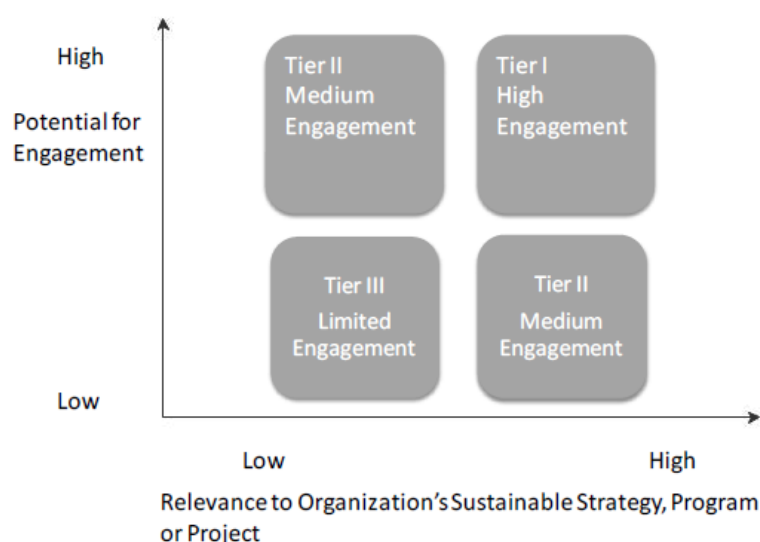 High
Potential for
Engagement
Tier II
Medium
Engagement
Tier I
High
Engagement
Tier III
Limited
Engagement
Tier II
Medium
Engagement
Low
Low
High
Relevance to Organization's Sustainable Strategy, Program
or Project